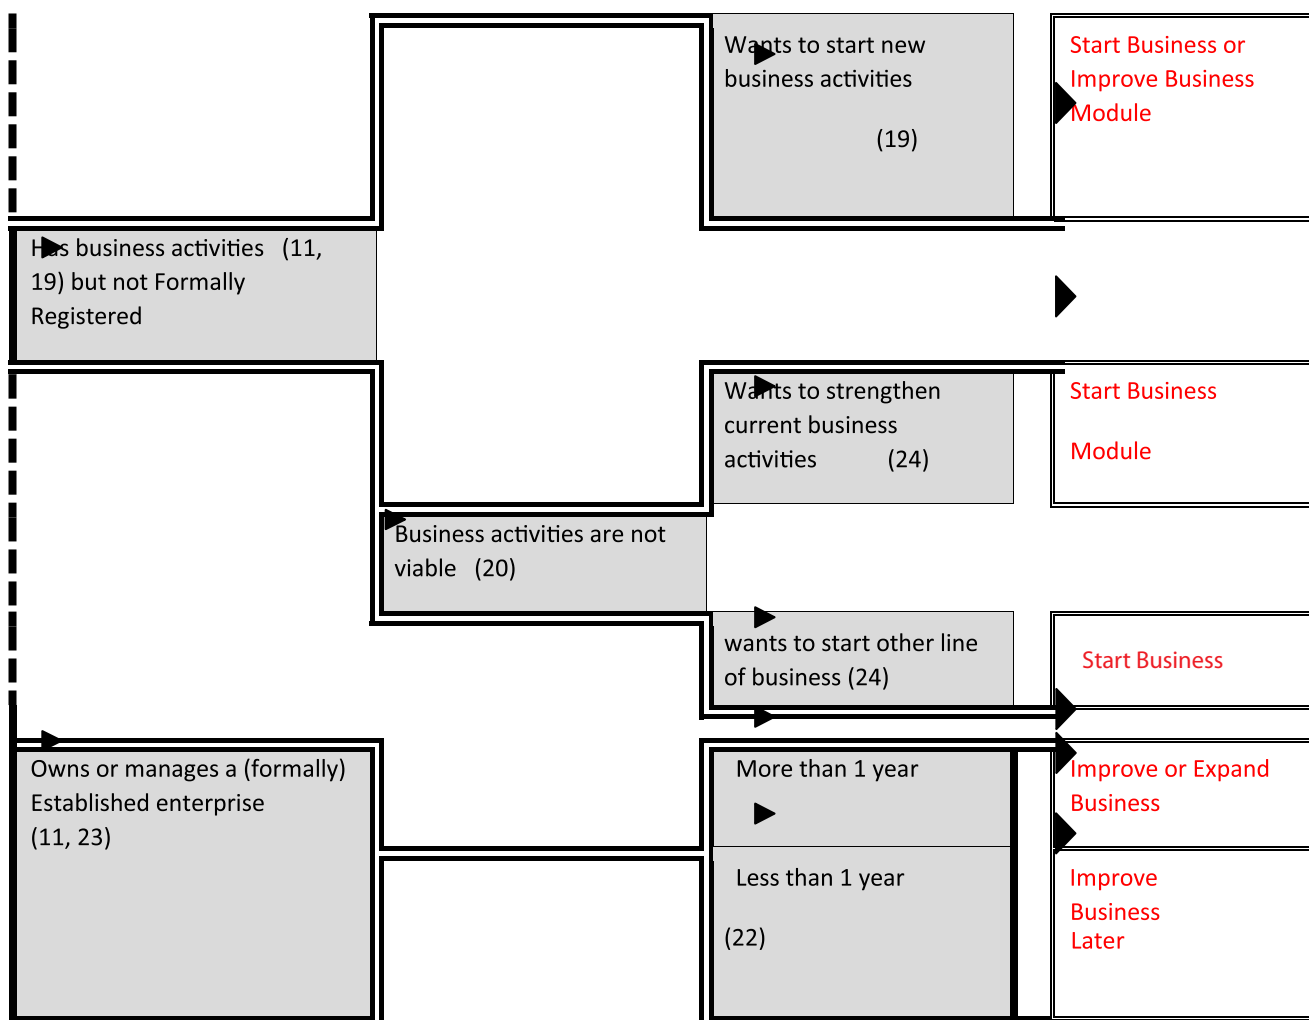 Wants to start new
business activities
(19)
Start Business or
Improve Business
Module
Has business activities (11,
19) but not Formally
Registered
Wants to strengthen
current business
activities (24)
Start Business
Module
Business activities are not
viable (20)
wants to start other line
of business (24)
Start Business
Owns or manages a (formally)
Established enterprise
(11, 23)
More than 1 year
Improve or Expand
Business
Less than 1 year
(22)
Improve
Business
Later